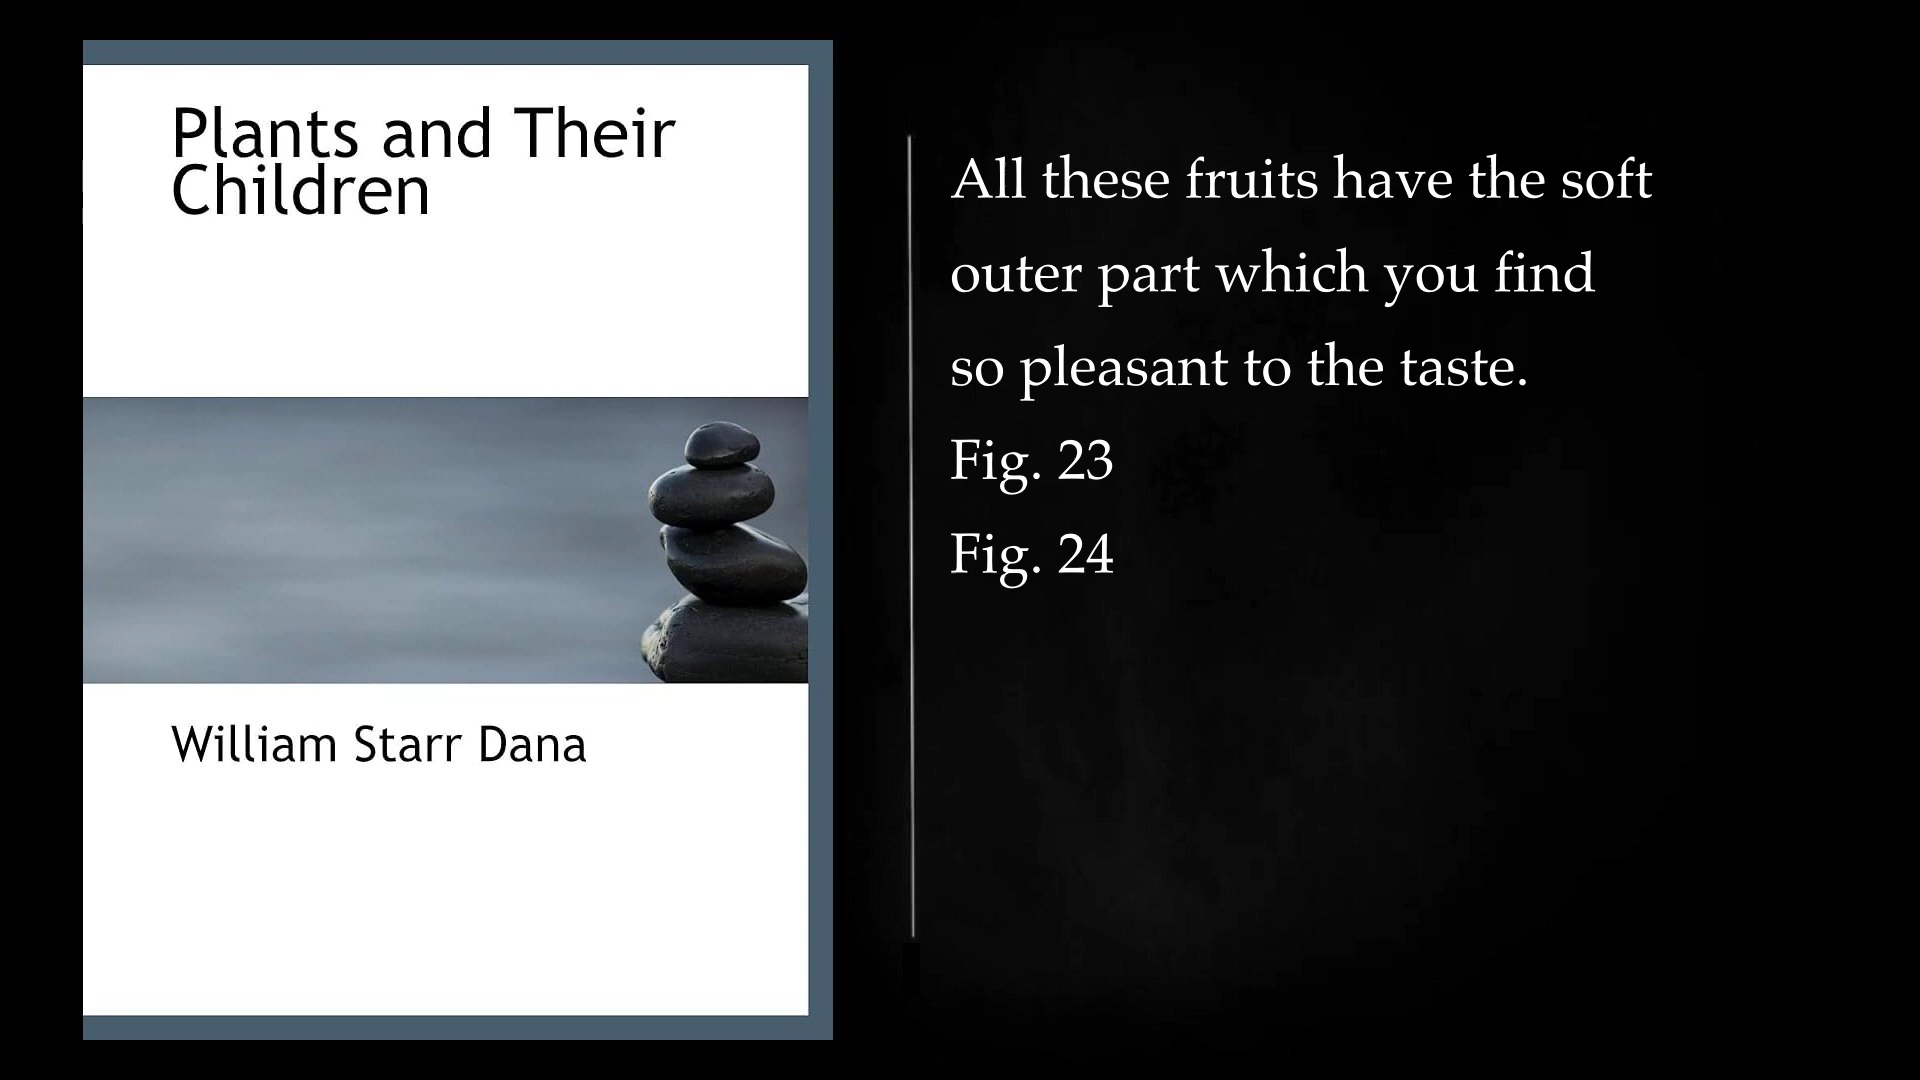 Plants and Their
Children
William Starr Dana
All these fruits have the soft
outer part which you find
so pleasant to the taste.
Fig. 23
Fig. 24